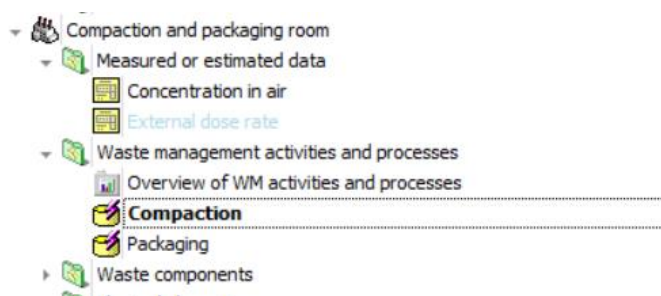 Compaction and packaging room
Measured or estimated data
Concentration in air
External dose rate
Waste management activities and processes
Overview of WM activities and processes
Compaction
Packaging
Waste components